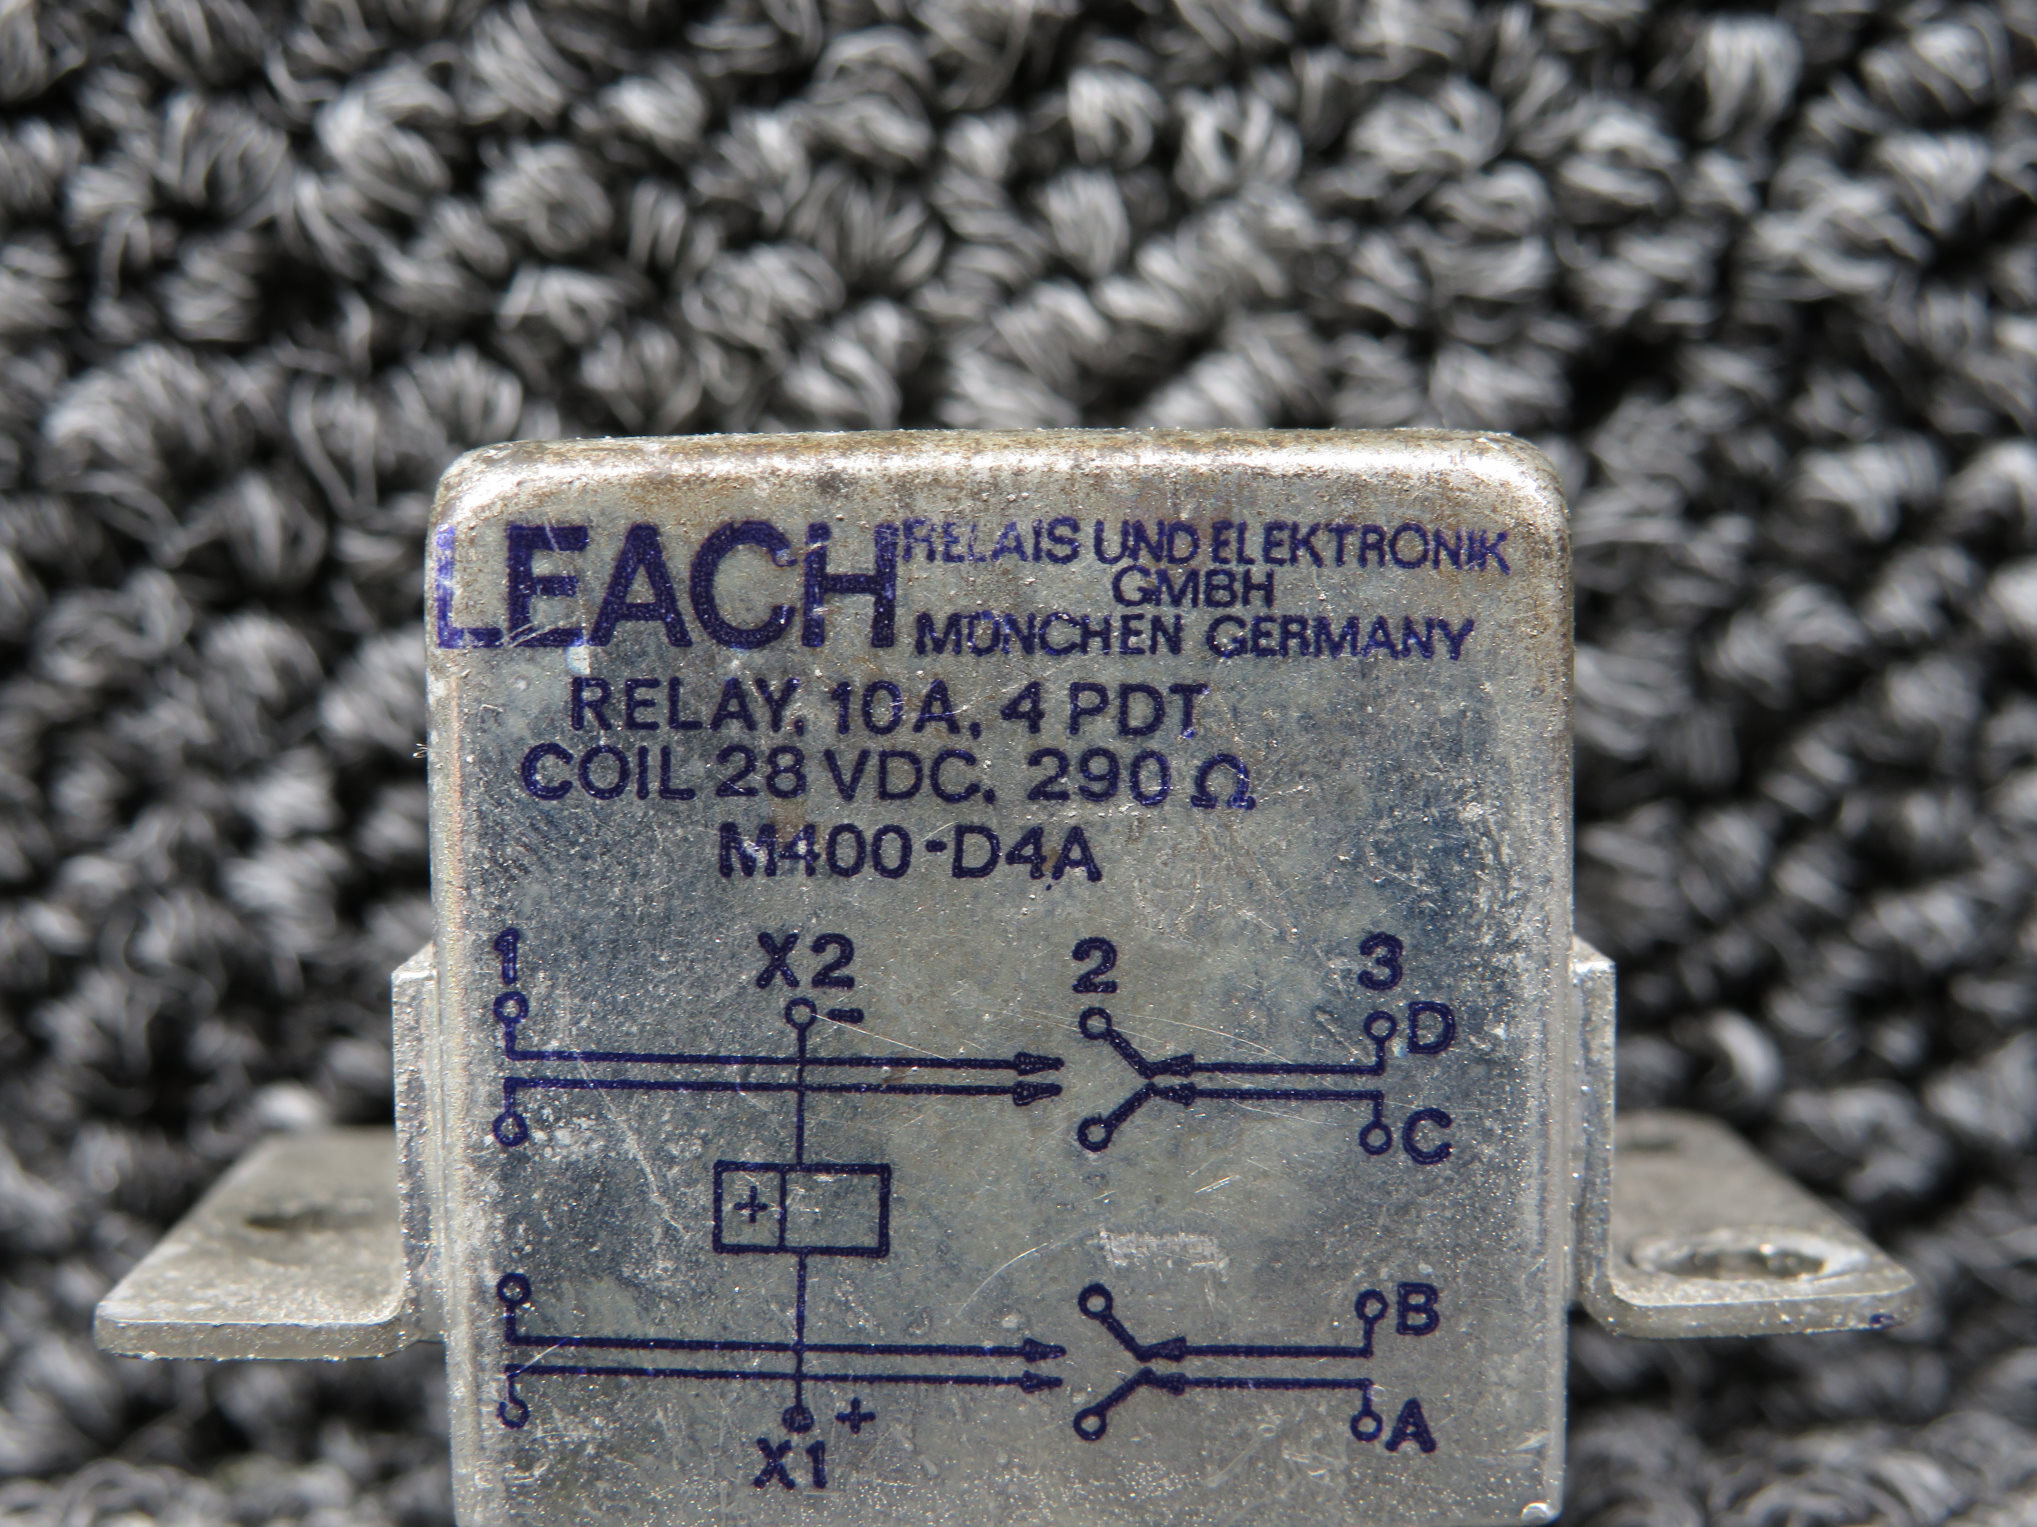 LEACH RELAIS UND ELEKTRONIK
GMBH
MÜNCHEN GERMANY
RELAY, 10 A, 4 PDT
COIL 28 VDC, 290 Ω
M400-D4A
1 X2 2 3
- D
C
+
B
+ A
X1